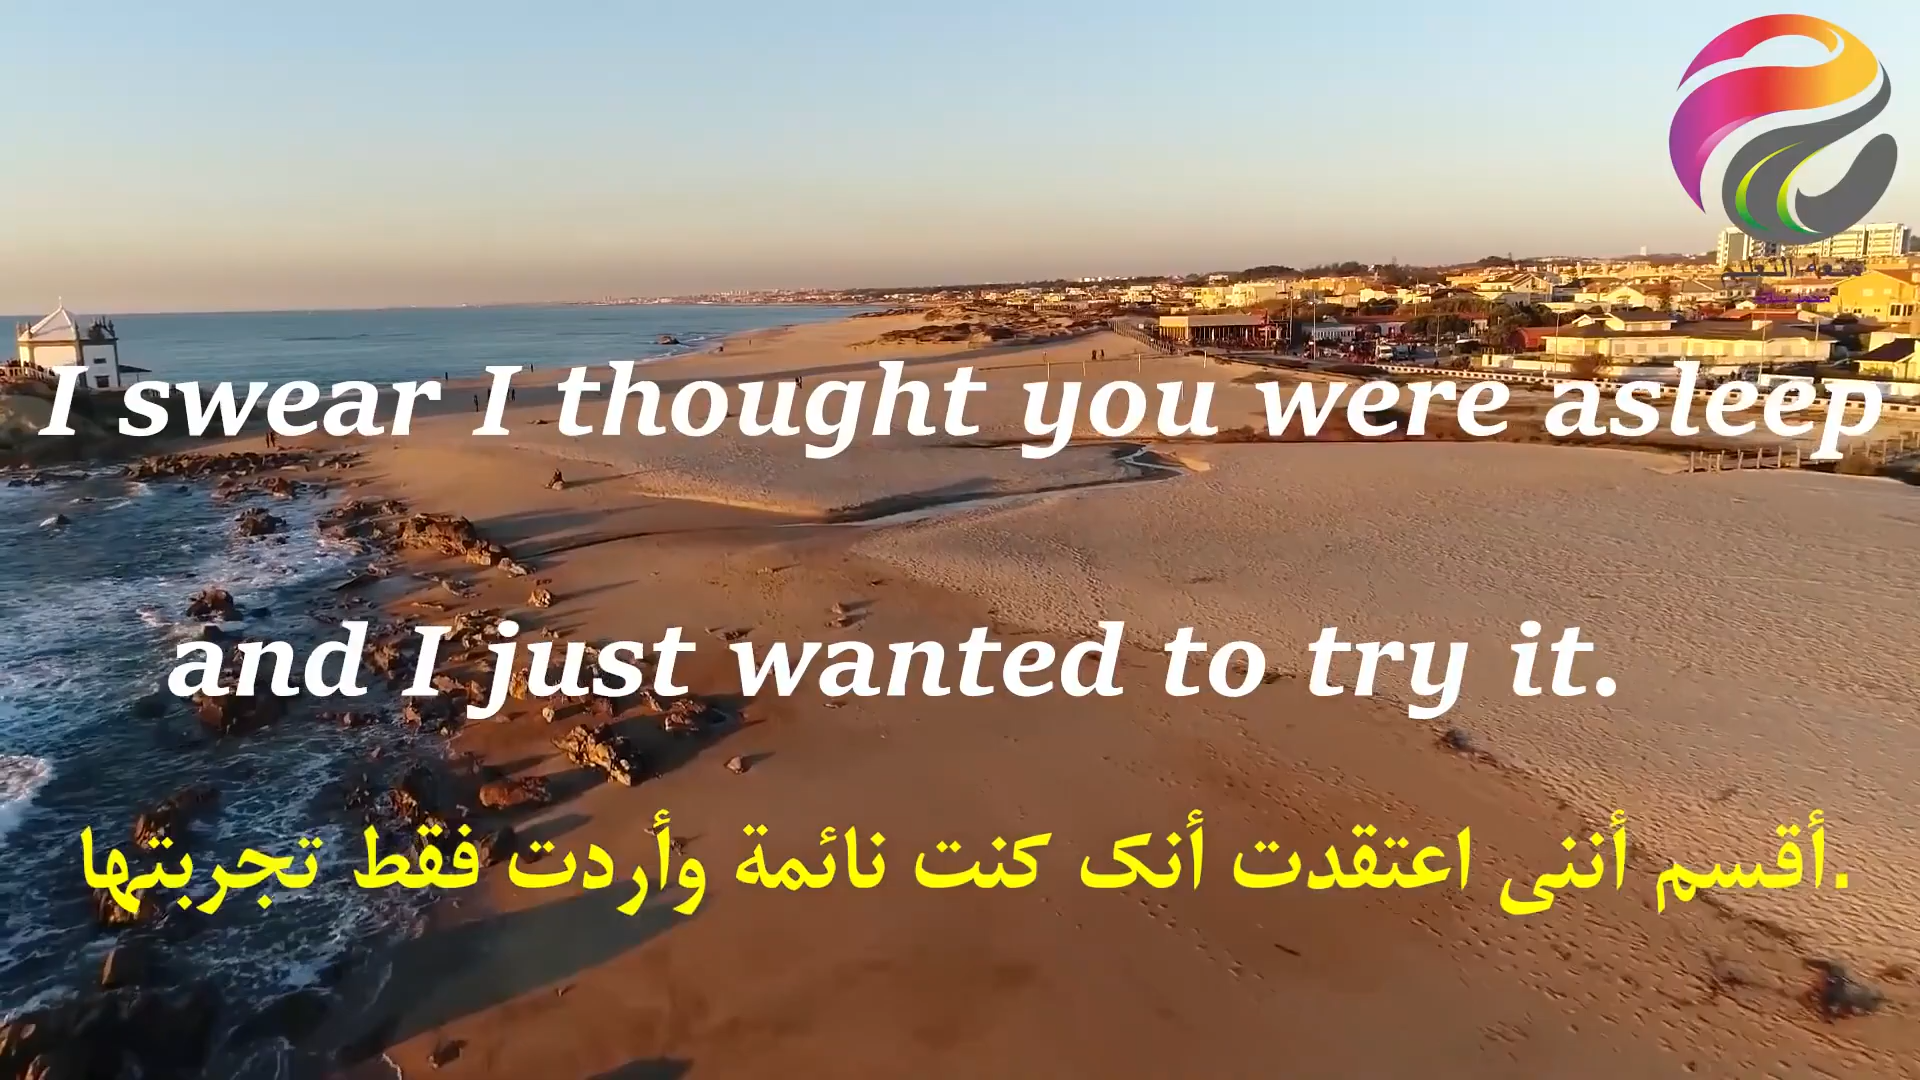 I swear I thought you were asleep
and I just wanted to try it.
أقسم أننى اعتقدت أنک کنت نائمة وأردت فقط تجربتها.